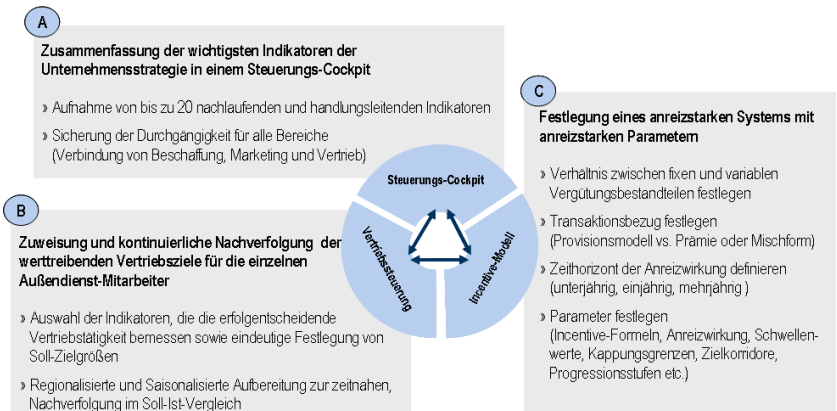 A
Zusammenfassung der wichtigsten Indikatoren der
Unternehmensstrategie in einem Steuerungs-Cockpit
» Aufnahme von bis zu 20 nachlaufenden und handlungsleitenden Indikatoren
» Sicherung der Durchgängigkeit für alle Bereiche
(Verbindung von Beschaffung, Marketing und Vertrieb)
B
Zuweisung und kontinuierliche Nachverfolgung der
werttreibenden Vertriebsziele für die einzelnen
Außendienst-Mitarbeiter
» Auswahl der Indikatoren, die die erfolgentscheidende
Vertriebstätigkeit bemessen sowie eindeutige Festlegung von
Soll-Zielgrößen
» Regionalisierte und Saisonalisierte Aufbereitung zur zeitnahen,
Nachverfolgung im Soll-Ist-Vergleich
Steuerungs-Cockpit
Vertriebssteuerung
Incentive-Modell
C
Festlegung eines anreizstarken Systems mit
anreizstarken Parametern
» Verhältnis zwischen fixen und variablen
Vergütungsbestandteilen festlegen
» Transaktionsbezug festlegen
(Provisionsmodell vs. Prämie oder Mischform)
» Zeithorizont der Anreizwirkung definieren
(unterjährig, einjährig, mehrjährig )
» Parameter festlegen
(Incentive-Formeln, Anreizwirkung, Schwellen-
werte, Kappungsgrenzen, Zielkorridore,
Progressionsstufen etc.)